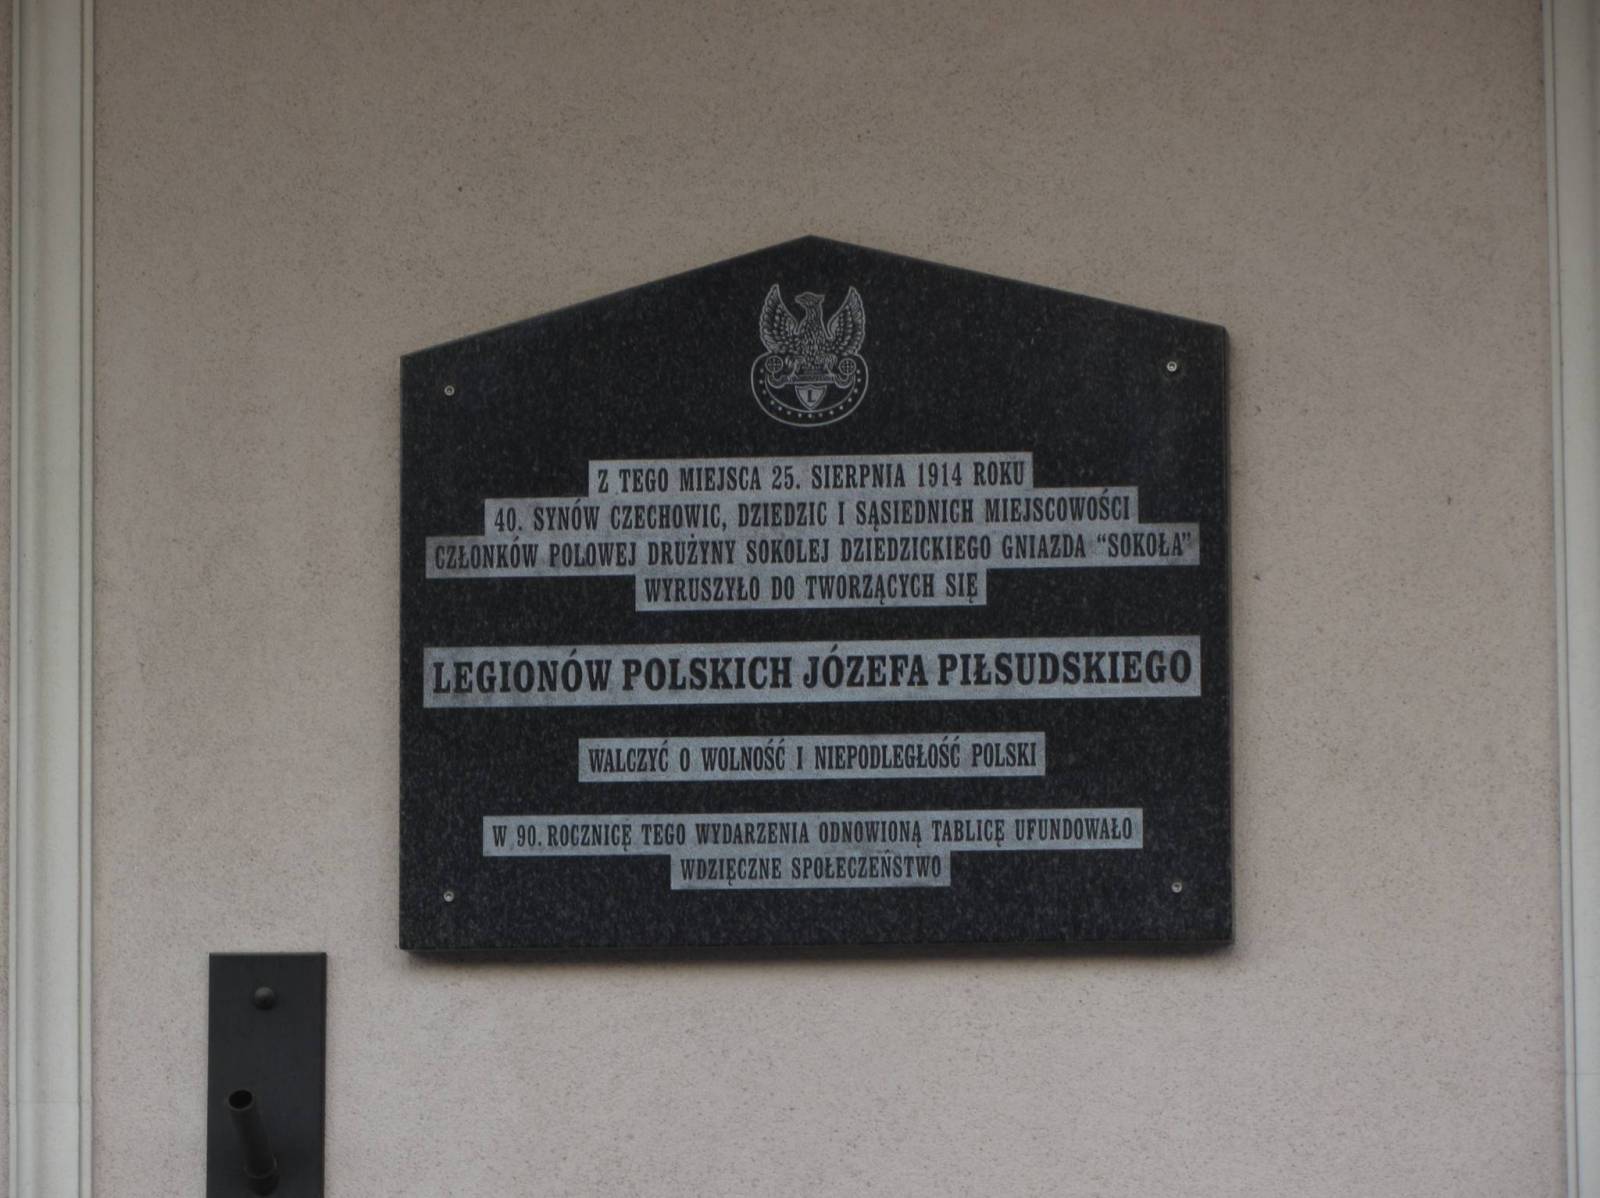 L
Z TEGO MIEJSCA 25. SIERPNIA 1914 ROKU
40. SYNÓW CZECHOWIC, DZIEDZIC I SĄSIEDNICH MIEJSCOWOŚCI
CZŁONKÓW POLOWEJ DRUŻYNY SOKOLEJ DZIEDZICKIEGO GNIAZDA "SOKOŁA"
WYRUSZYŁO DO TWORZĄCYCH SIĘ
LEGIONÓW POLSKICH JÓZEFA PIŁSUDSKIEGO
WALCZYĆ O WOLNOŚĆ I NIEPODLEGŁOŚĆ POLSKI
W 90. ROCZNICĘ TEGO WYDARZENIA ODNOWIONĄ TABLICĘ UFUNDOWAŁO
WDZIĘCZNE SPOŁECZEŃSTWO